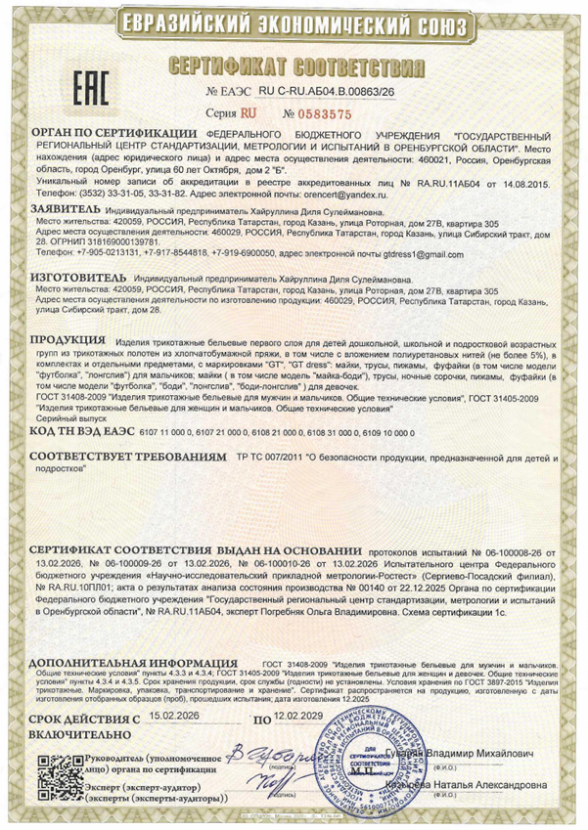 ЕВРАЗИЙСКИЙ ЭКОНОМИЧЕСКИЙ СОЮЗ
СЕРТИФИКАТ СООТВЕТСТВИЯ
ЕАС
№ ЕАЭС RU C-RU.АБ04.В.00863/26
Серия RU № 0583575
ОРГАН ПО СЕРТИФИКАЦИИ ФЕДЕРАЛЬНОГО БЮДЖЕТНОГО УЧРЕЖДЕНИЯ "ГОСУДАРСТВЕННЫЙ
РЕГИОНАЛЬНЫЙ ЦЕНТР СТАНДАРТИЗАЦИИ, МЕТРОЛОГИИ И ИСПЫТАНИЙ В ОРЕНБУРГСКОЙ ОБЛАСТИ". Место
нахождения (адрес юридического лица) и адрес места осуществления деятельности: 460021, Россия, Оренбургская
область, город Оренбург, улица 60 лет Октября, дом 2 "Б".
Уникальный номер записи об аккредитации в реестре аккредитованных лиц № RA.RU.11АБ04 от 14.08.2015.
Телефон: (3532) 33-31-05, 33-31-82. Адрес электронной почты: orencert@yandex.ru.
ЗАЯВИТЕЛЬ Индивидуальный предприниматель Хайруллина Диля Сулеймановна.
Место жительства: 420059, РОССИЯ, Республика Татарстан, город Казань, улица Роторная, дом 27В, квартира 305
Адрес места осуществления деятельности: 460029, РОССИЯ, Республика Татарстан, город Казань, улица Сибирский тракт, дом
28. ОГРНИП 318169000139781.
Телефон: +7-905-0213131, +7-917-8544818, +7-919-6900050, адрес электронной почты gtdress1@gmail.com
ИЗГОТОВИТЕЛЬ Индивидуальный предприниматель Хайруллина Диля Сулеймановна.
Место жительства: 420059, РОССИЯ, Республика Татарстан, город Казань, улица Роторная, дом 27В, квартира 305
Адрес места осуществления деятельности по изготовлению продукции: 460029, РОССИЯ, Республика Татарстан, город Казань,
улица Сибирский тракт, дом 28.
ПРОДУКЦИЯ Изделия трикотажные бельевые первого слоя для детей дошкольной, школьной и подростковой возрастных
групп из трикотажных полотен из хлопчатобумажной пряжи, в том числе с вложением полиуретановых нитей (не более 5%), в
комплектах и отдельными предметами, с маркировками "GT", "GT dress": майки, трусы, пижамы, фуфайки (в том числе модели
"футболка", "лонгслив") для мальчиков; майки ( в том числе модель "майка-боди), трусы, ночные сорочки, пижамы, фуфайки (в
том числе модели "футболка", "боди", "лонгслив", "боди-лонгслив" ) для девочек.
ГОСТ 31408-2009 "Изделия трикотажные бельевые для мужчин и мальчиков. Общие технические условия", ГОСТ 31405-2009
"Изделия трикотажные бельевые для женщин и мальчиков. Общие технические условия"
Серийный выпуск
КОД ТН ВЭД ЕАЭС 6107 11 000 0, 6107 21 000 0, 6108 21 000 0, 6108 31 000 0, 6109 10 000 0
СООТВЕТСТВУЕТ ТРЕБОВАНИЯМ ТР ТС 007/2011 "О безопасности продукции, предназначенной для детей и
подростков"
СЕРТИФИКАТ СООТВЕТСТВИЯ ВЫДАН НА ОСНОВАНИИ протоколов испытаний № 06-100008-26 от
13.02.2026, № 06-100009-26 от 13.02.2026, № 06-100010-26 от 13.02.2026 Испытательного центра Федерального
бюджетного учреждения «Научно-исследовательский прикладной метрологии-Ростест» (Сергиево-Посадский филиал),
№ RA.RU.10ПЛ01; акта о результатах анализа состояния производства № 00140 от 22.12.2025 Органа по сертификации
Федерального бюджетного учреждения "Государственный региональный центр стандартизации, метрологии и испытаний
в Оренбургской области", № RA.RU.11АБ04, эксперт Погребняк Ольга Владимировна. Схема сертификации 1с.
ДОПОЛНИТЕЛЬНАЯ ИНФОРМАЦИЯ ГОСТ 31408-2009 "Изделия трикотажные бельевые для мужчин и мальчиков.
Общие технические условия" пункты 4.3.3 и 4.3.4; ГОСТ 31405-2009 "Изделия трикотажные бельевые для женщин и девочек. Общие технические
условия" пункты 4.3.4 и 4.3.5. Срок хранения продукции, срок службы (годности) не установлены. Условия хранения по ГОСТ 3897-2015 "Изделия
трикотажные. Маркировка, упаковка, транспортирование и хранение". Сертификат распространяется на продукцию, изготовленную с даты
изготовления отобранных образцов (проб), прошедших испытания; дата изготовления 12.2025
СРОК ДЕЙСТВИЯ С 15.02.2026 ПО 12.02.2029
ВКЛЮЧИТЕЛЬНО
Руководитель (уполномоченное
лицо) органа по сертификации
(подпись)
Владимир Михайлович
(Ф.И.О.)
М.П.
ДЛЯ СЕРТИФИКАТОВ СООТВЕТСТВИЯ
Эксперт (эксперт-аудитор)
(эксперты (эксперты-аудиторы))
(подпись)
Казырева Наталья Александровна
(Ф.И.О.)